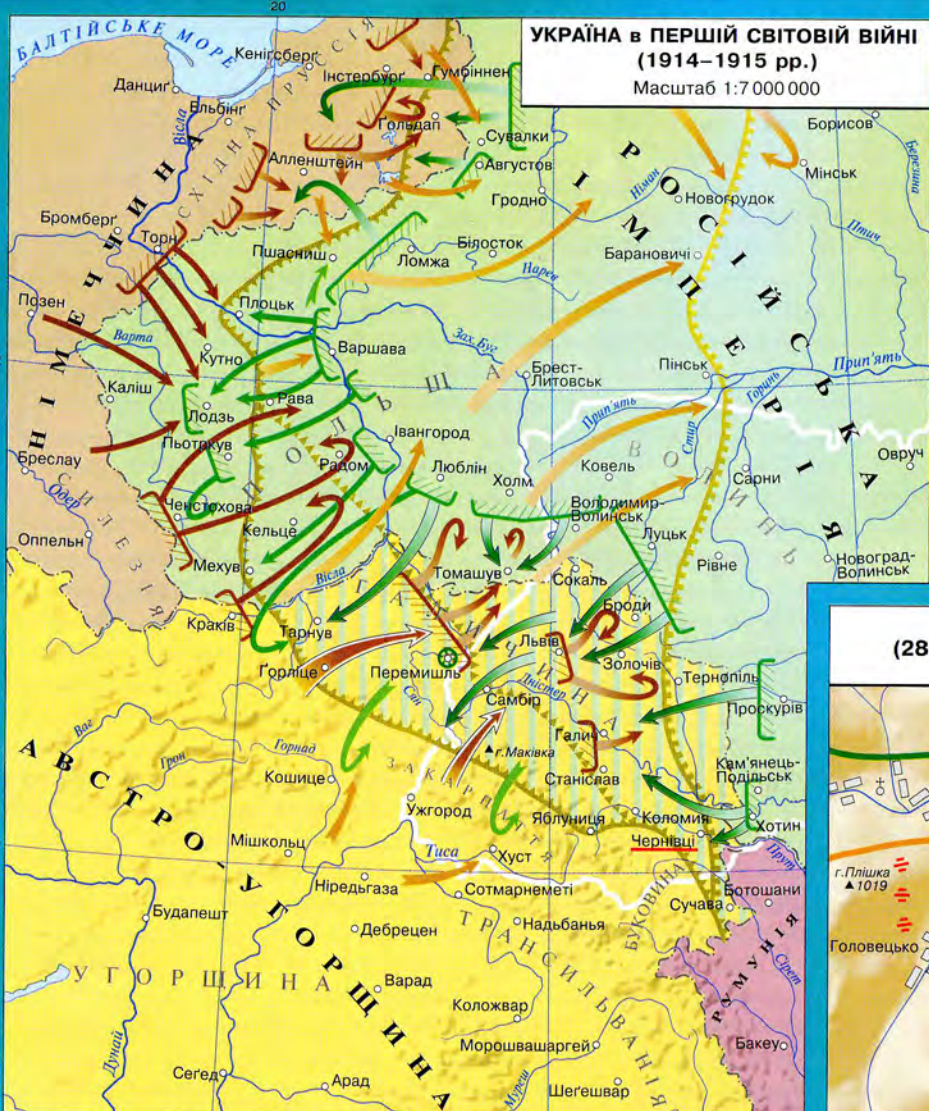 20
УКРАЇНА в ПЕРШІЙ СВІТОВІЙ ВІЙНІ
(1914–1915 рр.)
Масштаб 1:7 000 000
БАЛТІЙСЬКЕ МОРЕ
Кенігсберг
Інстербург
Гумбіннен
Данциг
Ельбінг
Вісла
СХІДНА ПРУССІЯ
Гольдап
Сувалки
Августов
Алленштейн
Гродно
Німан
Новогрудок
Борисов
Березина
Мінськ
Птич
РОСІЙСЬКА
ІМПЕРІЯ
НІМЕЧЧИНА
Бромберг
Торн
Пшасниш
Ломжа
Білосток
Нарев
Барановичі
Позен
Плоцьк
Варта
Кутно
Варшава
Зах. Буг
Брест-
Литовськ
Пінськ
Прип'ять
Каліш
Лодзь
Рава
ПОЛЬЩА
Прип'ять
Горинь
Стир
Пьотркув
Івангород
Бреслау
Радом
Люблін
Холм
Ковель
ВОЛИНЬ
Сарни
Овруч
Одер
СИЛЕЗІЯ
Ченстохова
Кельце
Володимир-
Волинськ
Луцьк
Оппельн
Мехув
Вісла
Томашув
Сокаль
Рівне
Новоград-
Волинськ
ГАЛИЧИНА
Краків
Тарнув
Броди
Львів
Золочів
Горліце
Перемишль
Дністер
Тернопіль
Сян
Самбір
Проскурів
г.Маківка
Галич
Ваг
Грон
Горнад
Кошице
ЗАКАРПАТТЯ
Станіслав
Кам'янець-
Подільськ
АВСТРО-УГОРЩИНА
Ужгород
Яблуниця
Коломия
Хотин
Чернівці
Прут
Мішкольц
Тиса
Хуст
Ніредьгаза
Сотмарнеметі
БУКОВИНА
Ботошани
Сучава
Будапешт
Дебрецен
Надьбанья
ТРАНСИЛЬВАНІЯ
РУМУНІЯ
Сірет
УГОРЩИНА
Варад
Коложвар
Морошвашаргей
Бакеу
Дунай
Сегед
Арад
Муреш
Шегешвар
(28
г.Плішка
1019
Головецько